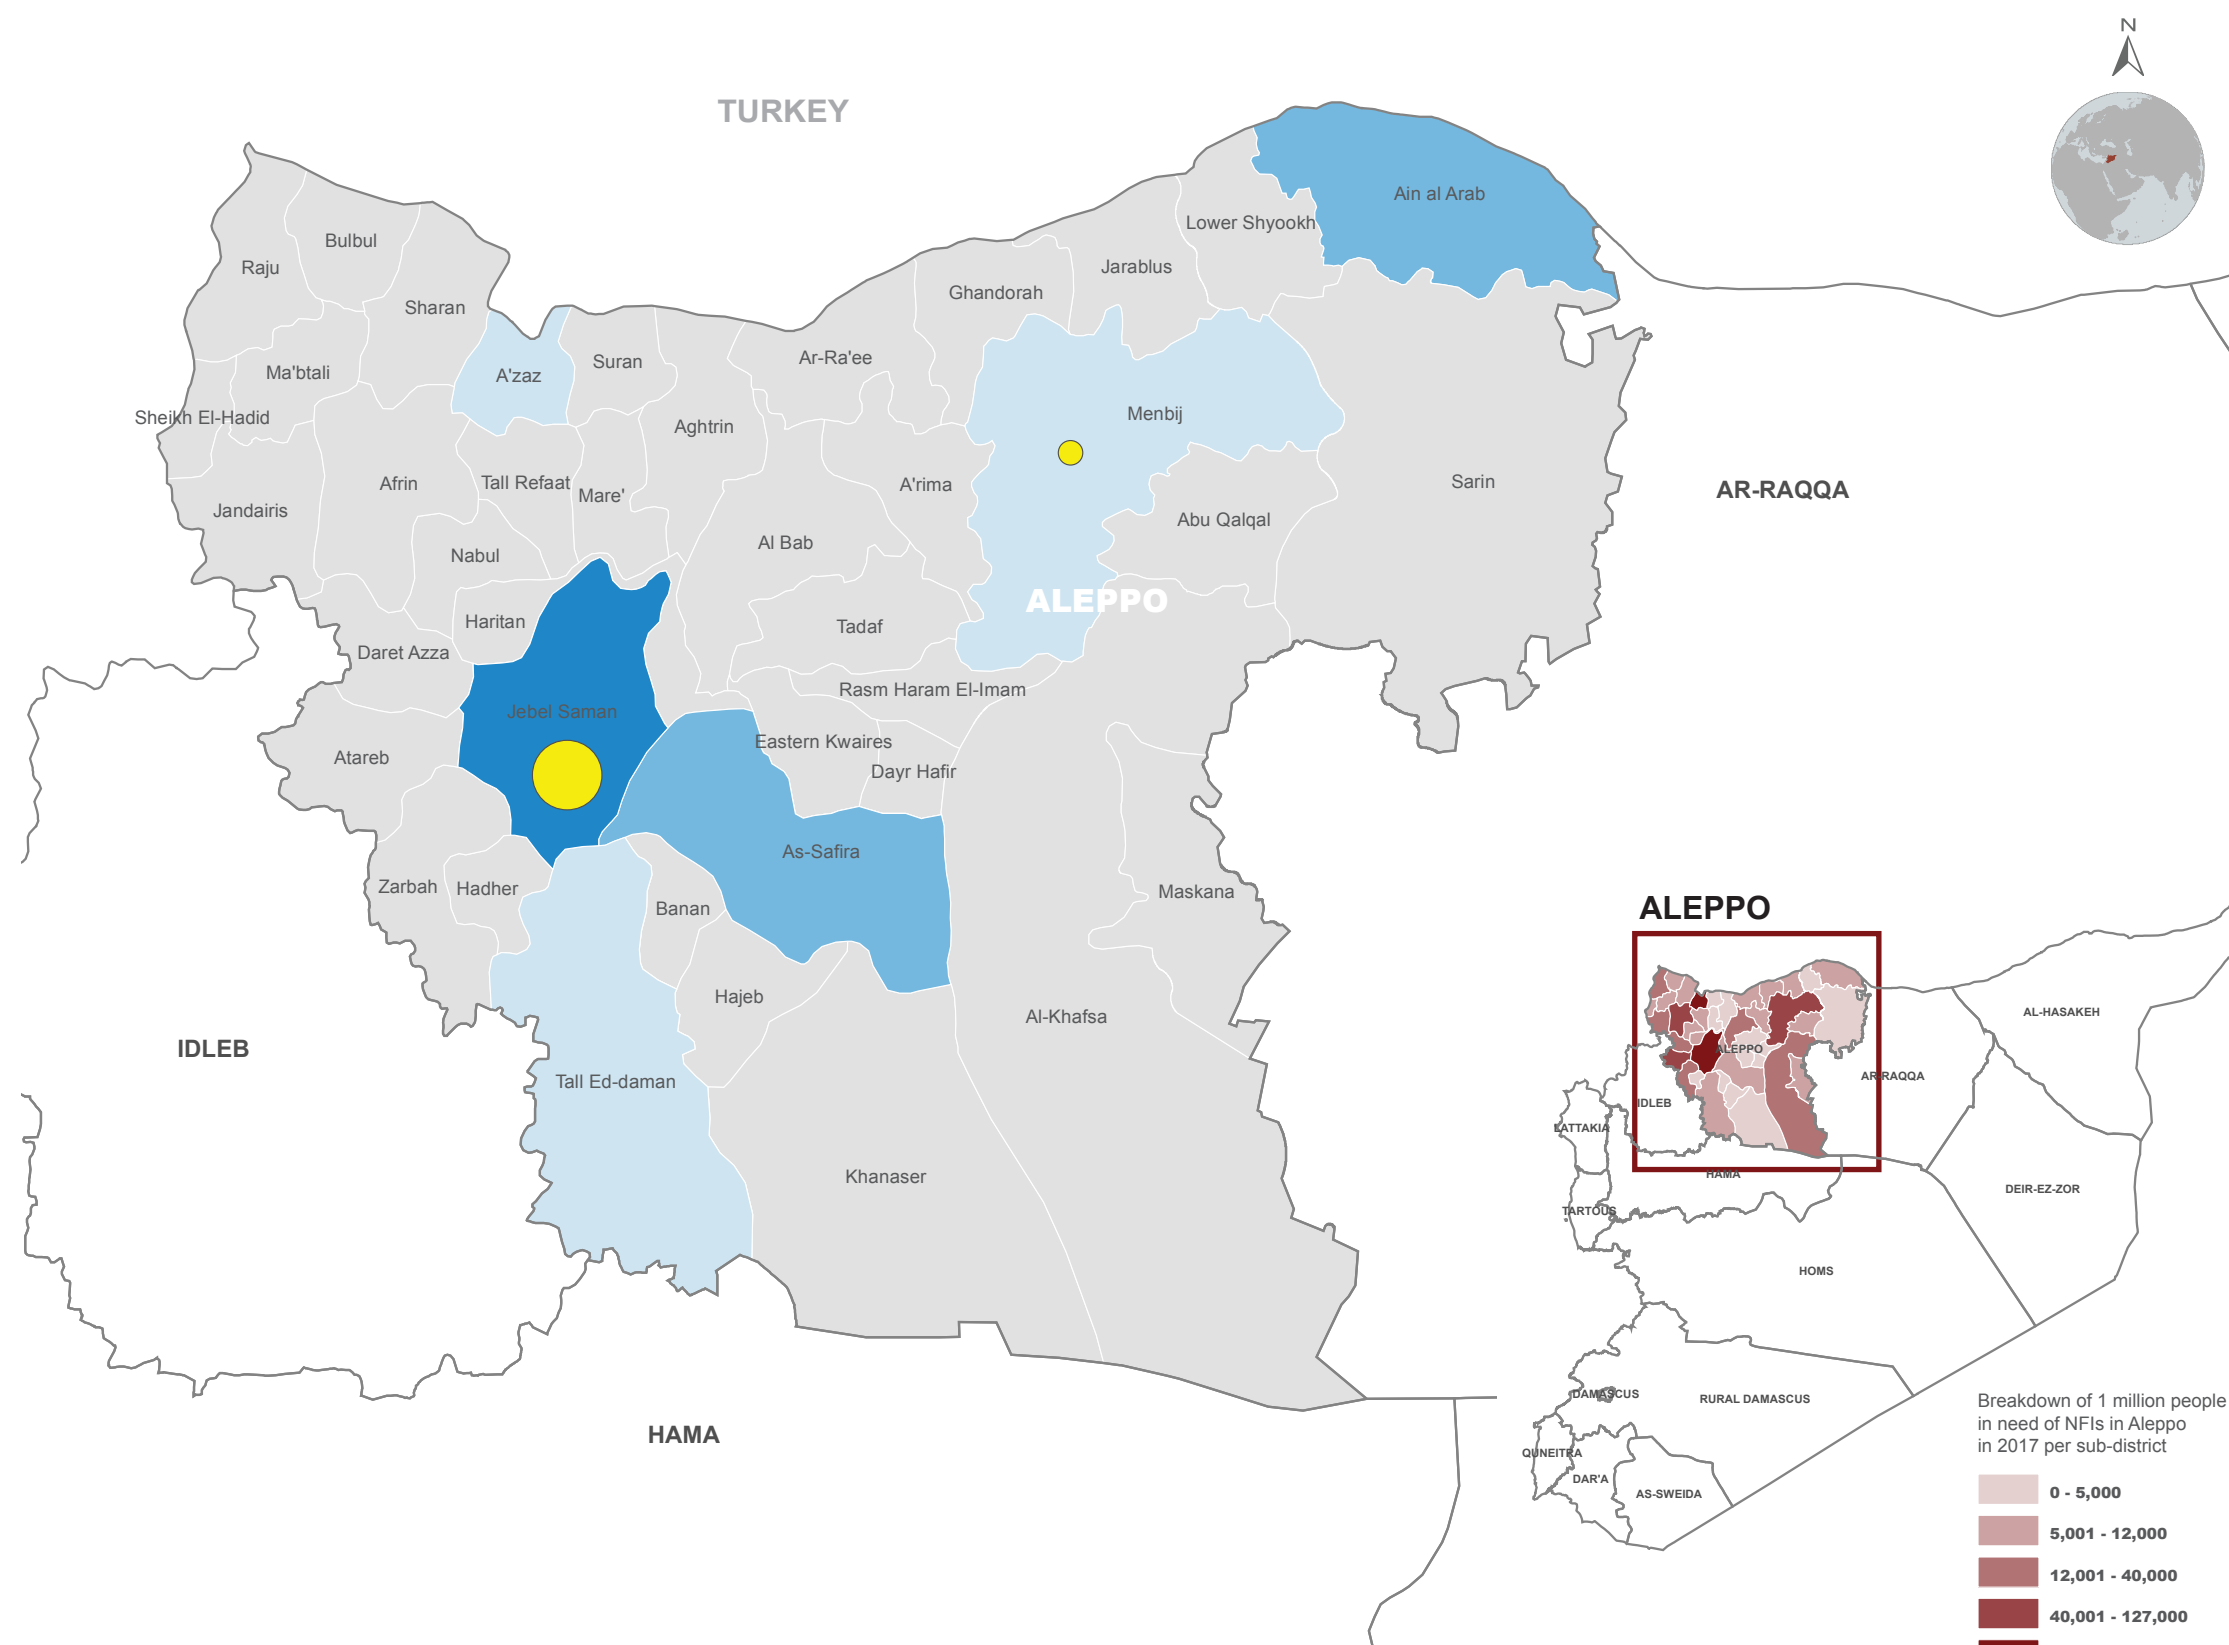 N
TURKEY
Ain al Arab
Lower Shyookh
Bulbul
Raju
Jarablus
Ghandorah
Sharan
Ar-Ra'ee
Suran
A'zaz
Ma'btali
Menbij
Sheikh El-Hadid
Aghtrin
Sarin
AR-RAQQA
Afrin
Tall Refaat
Mare'
A'rima
Jandairis
Abu Qalqal
Al Bab
Nabul
ALEPPO
Haritan
Tadaf
Daret Azza
Rasm Haram El-Imam
Jebel Saman
Eastern Kwaires
Atareb
Dayr Hafir
As-Safira
Zarbah
Hadher
Maskana
Banan
Hajeb
Al-Khafsa
IDLEB
Tall Ed-daman
Khanaser
HAMA
ALEPPO
AL-HASAKEH
ALEPPO
AR-RAQQA
IDLEB
LATTAKIA
HAMA
DEIR-EZ-ZOR
TARTOUS
HOMS
DAMASCUS
RURAL DAMASCUS
QUNEITRA
DAR'A
AS-SWEIDA
Breakdown of 1 million people
in need of NFIs in Aleppo
in 2017 per sub-district
0 - 5,000
5,001 - 12,000
12,001 - 40,000
40,001 - 127,000